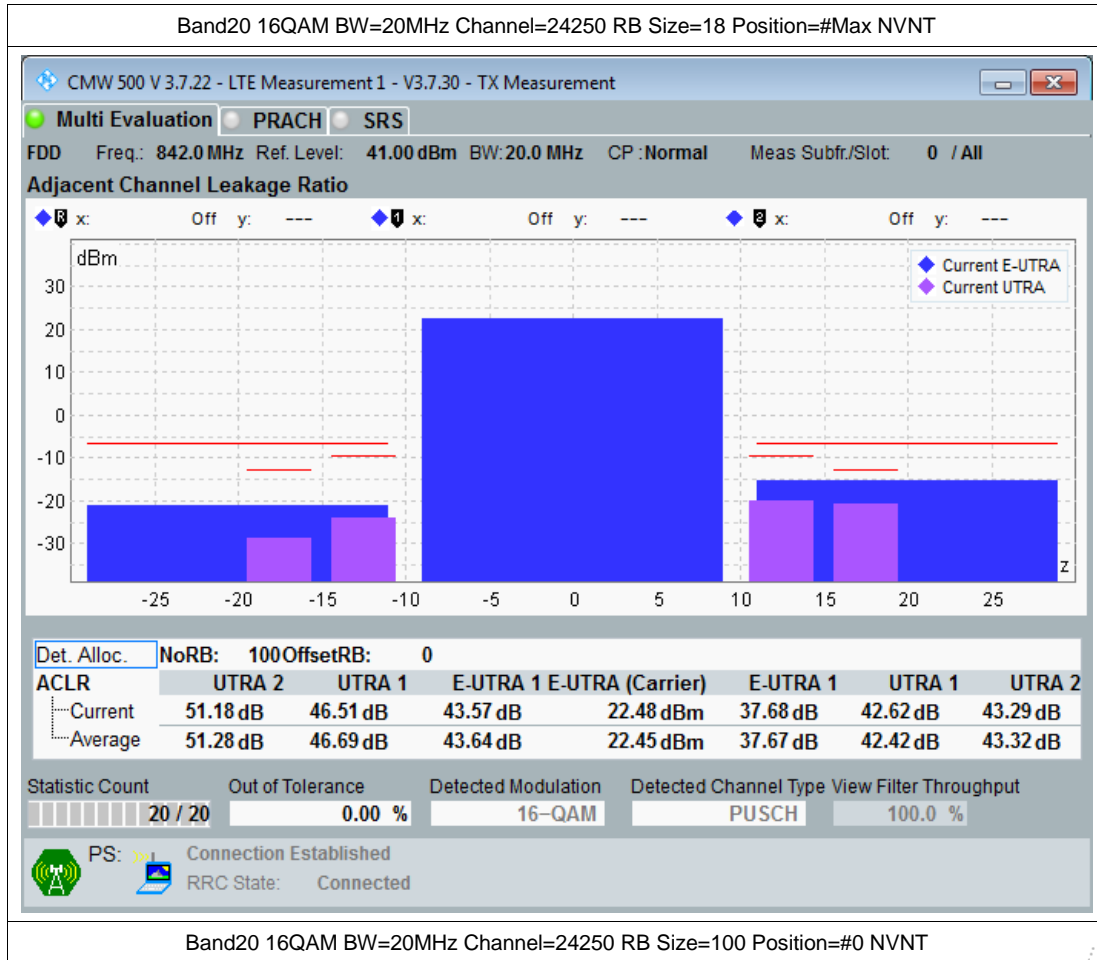 Band20 16QAM BW=20MHz Channel=24250 RB Size=18 Position=#Max NVNT
CMW 500 V 3.7.22 - LTE Measurement 1 - V3.7.30 - TX Measurement
Multi Evaluation PRACH SRS
FDD Freq.: 842.0 MHz Ref. Level: 41.00 dBm BW: 20.0 MHz CP : Normal Meas Subfr./Slot: 0 / All
Adjacent Channel Leakage Ratio
R x: Off y: --- 1 x: Off y: --- 2 x: Off y: ---
dBm
Current E-UTRA
Current UTRA
30
20
10
0
-10
-20
-30
z
-25 -20 -15 -10 -5 0 5 10 15 20 25
Det. Alloc. NoRB: 100 OffsetRB: 0
ACLR UTRA 2 UTRA 1 E-UTRA 1 E-UTRA (Carrier) E-UTRA 1 UTRA 1 UTRA 2
Current 51.18 dB 46.51 dB 43.57 dB 22.48 dBm 37.68 dB 42.62 dB 43.29 dB
Average 51.28 dB 46.69 dB 43.64 dB 22.45 dBm 37.67 dB 42.42 dB 43.32 dB
Statistic Count Out of Tolerance Detected Modulation Detected Channel Type View Filter Throughput
20 / 20 0.00 % 16-QAM PUSCH 100.0 %
PS: Connection Established
RRC State: Connected
Band20 16QAM BW=20MHz Channel=24250 RB Size=100 Position=#0 NVNT